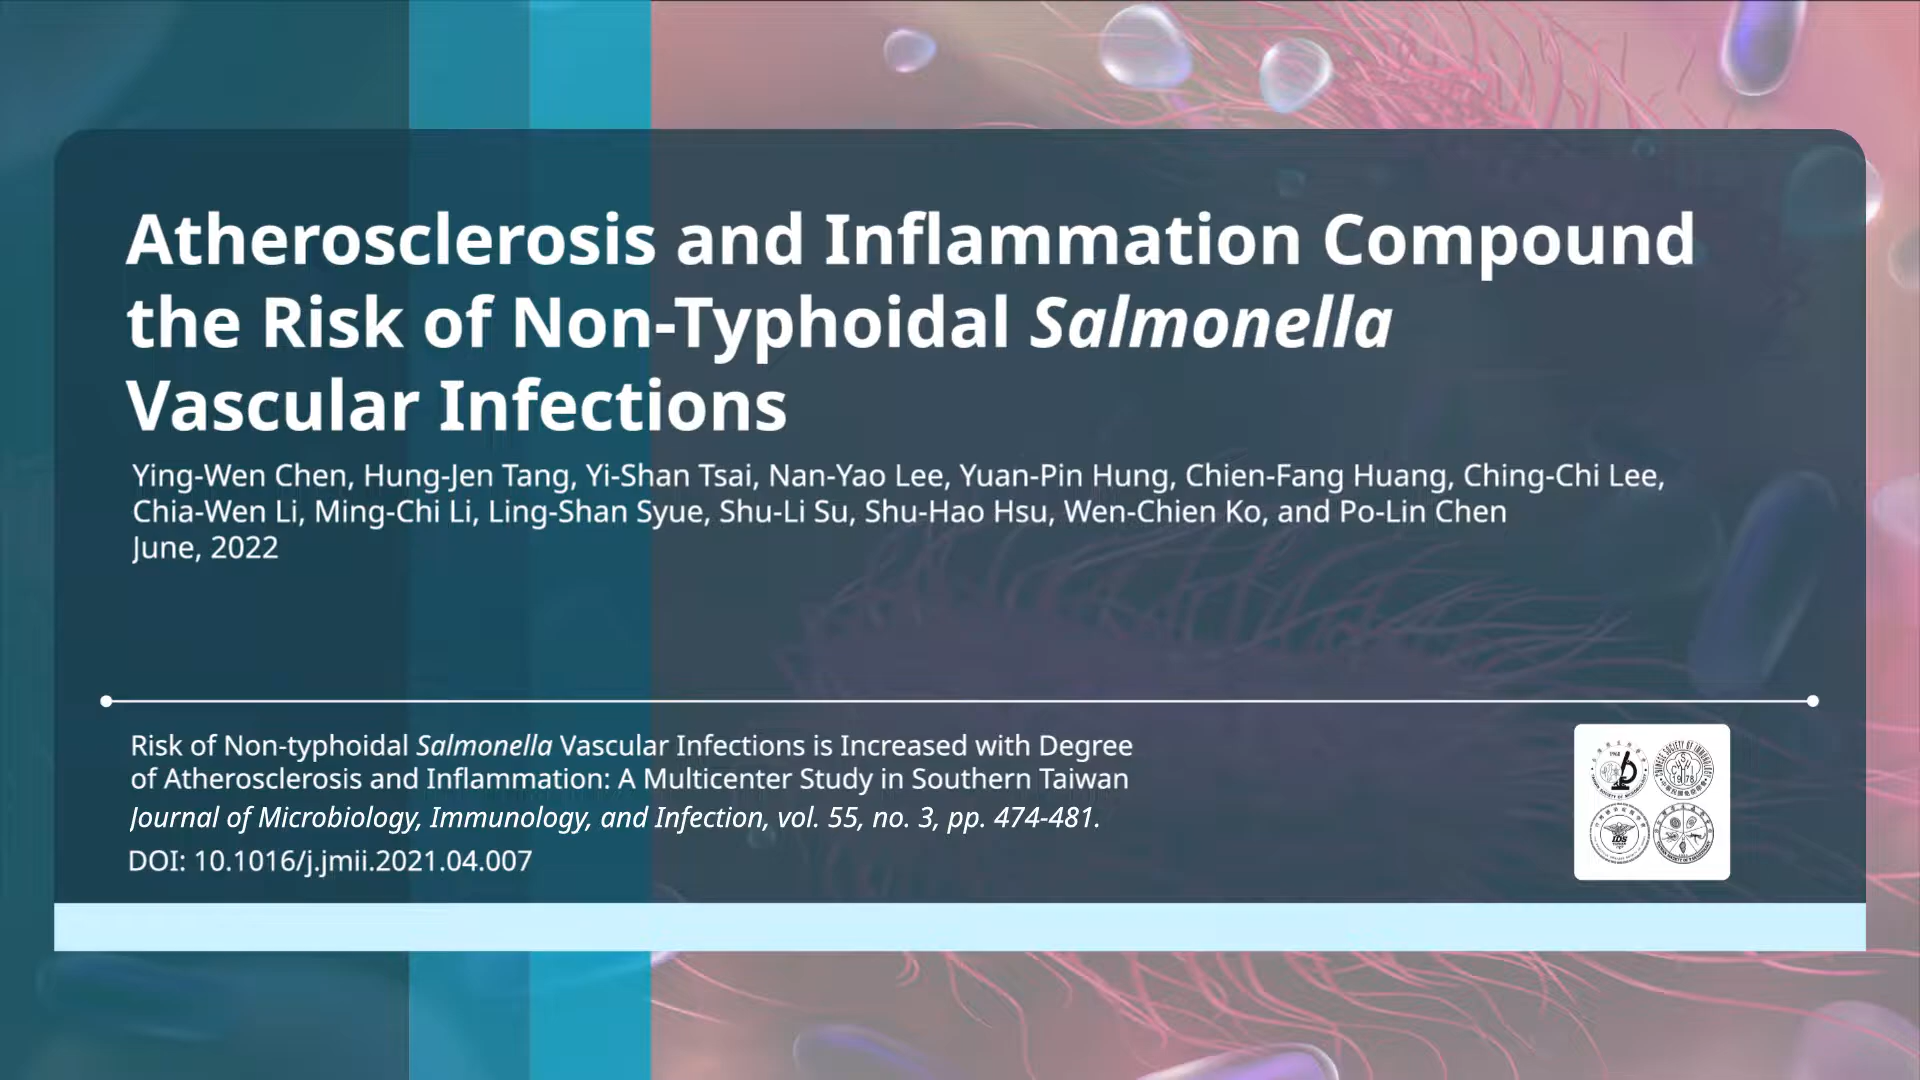 Atherosclerosis and Inflammation Compound
the Risk of Non-Typhoidal Salmonella
Vascular Infections
Ying-Wen Chen, Hung-Jen Tang, Yi-Shan Tsai, Nan-Yao Lee, Yuan-Pin Hung, Chien-Fang Huang, Ching-Chi Lee,
Chia-Wen Li, Ming-Chi Li, Ling-Shan Syue, Shu-Li Su, Shu-Hao Hsu, Wen-Chien Ko, and Po-Lin Chen
June, 2022
Risk of Non-typhoidal Salmonella Vascular Infections is Increased with Degree
of Atherosclerosis and Inflammation: A Multicenter Study in Southern Taiwan
Journal of Microbiology, Immunology, and Infection, vol. 55, no. 3, pp. 474-481.
DOI: 10.1016/j.jmii.2021.04.007